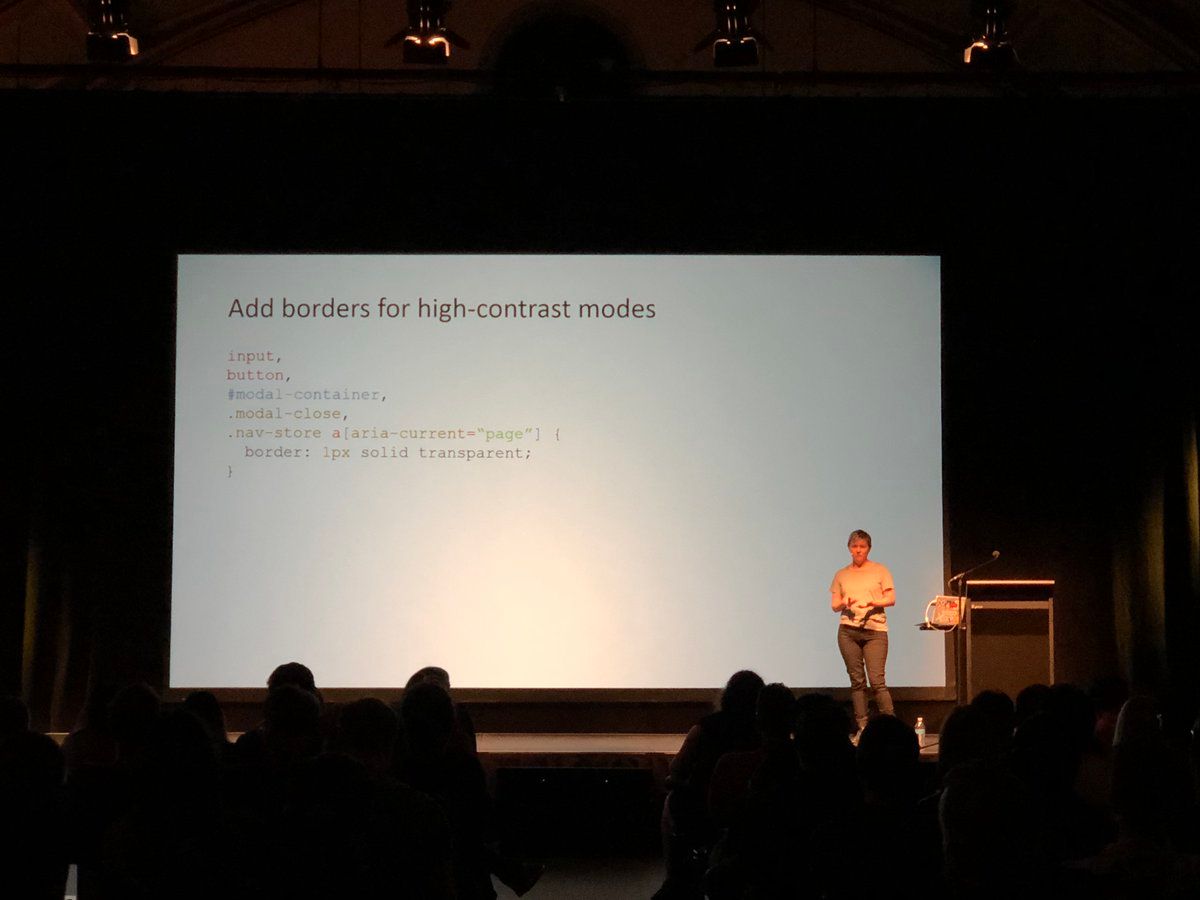 Add borders for high-contrast modes
input,
button,
#modal-container,
.modal-close,
.nav-store a[aria-current=“page”] {
  border: 1px solid transparent;
}